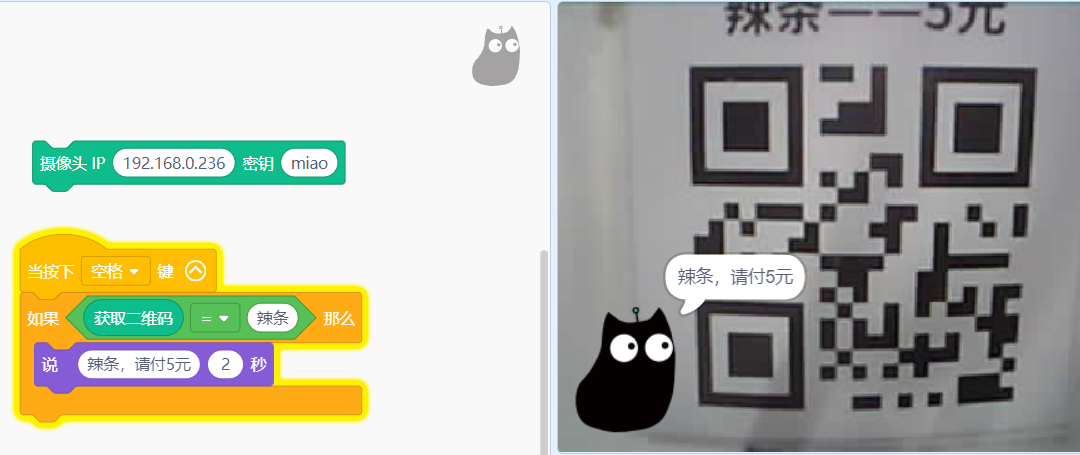 摄像头 IP 192.168.0.236 密钥 miao
当按下 空格 键
如果 获取二维码 = 辣条 那么
说 辣条，请付5元 2 秒
辣条——5元
辣条，请付5元